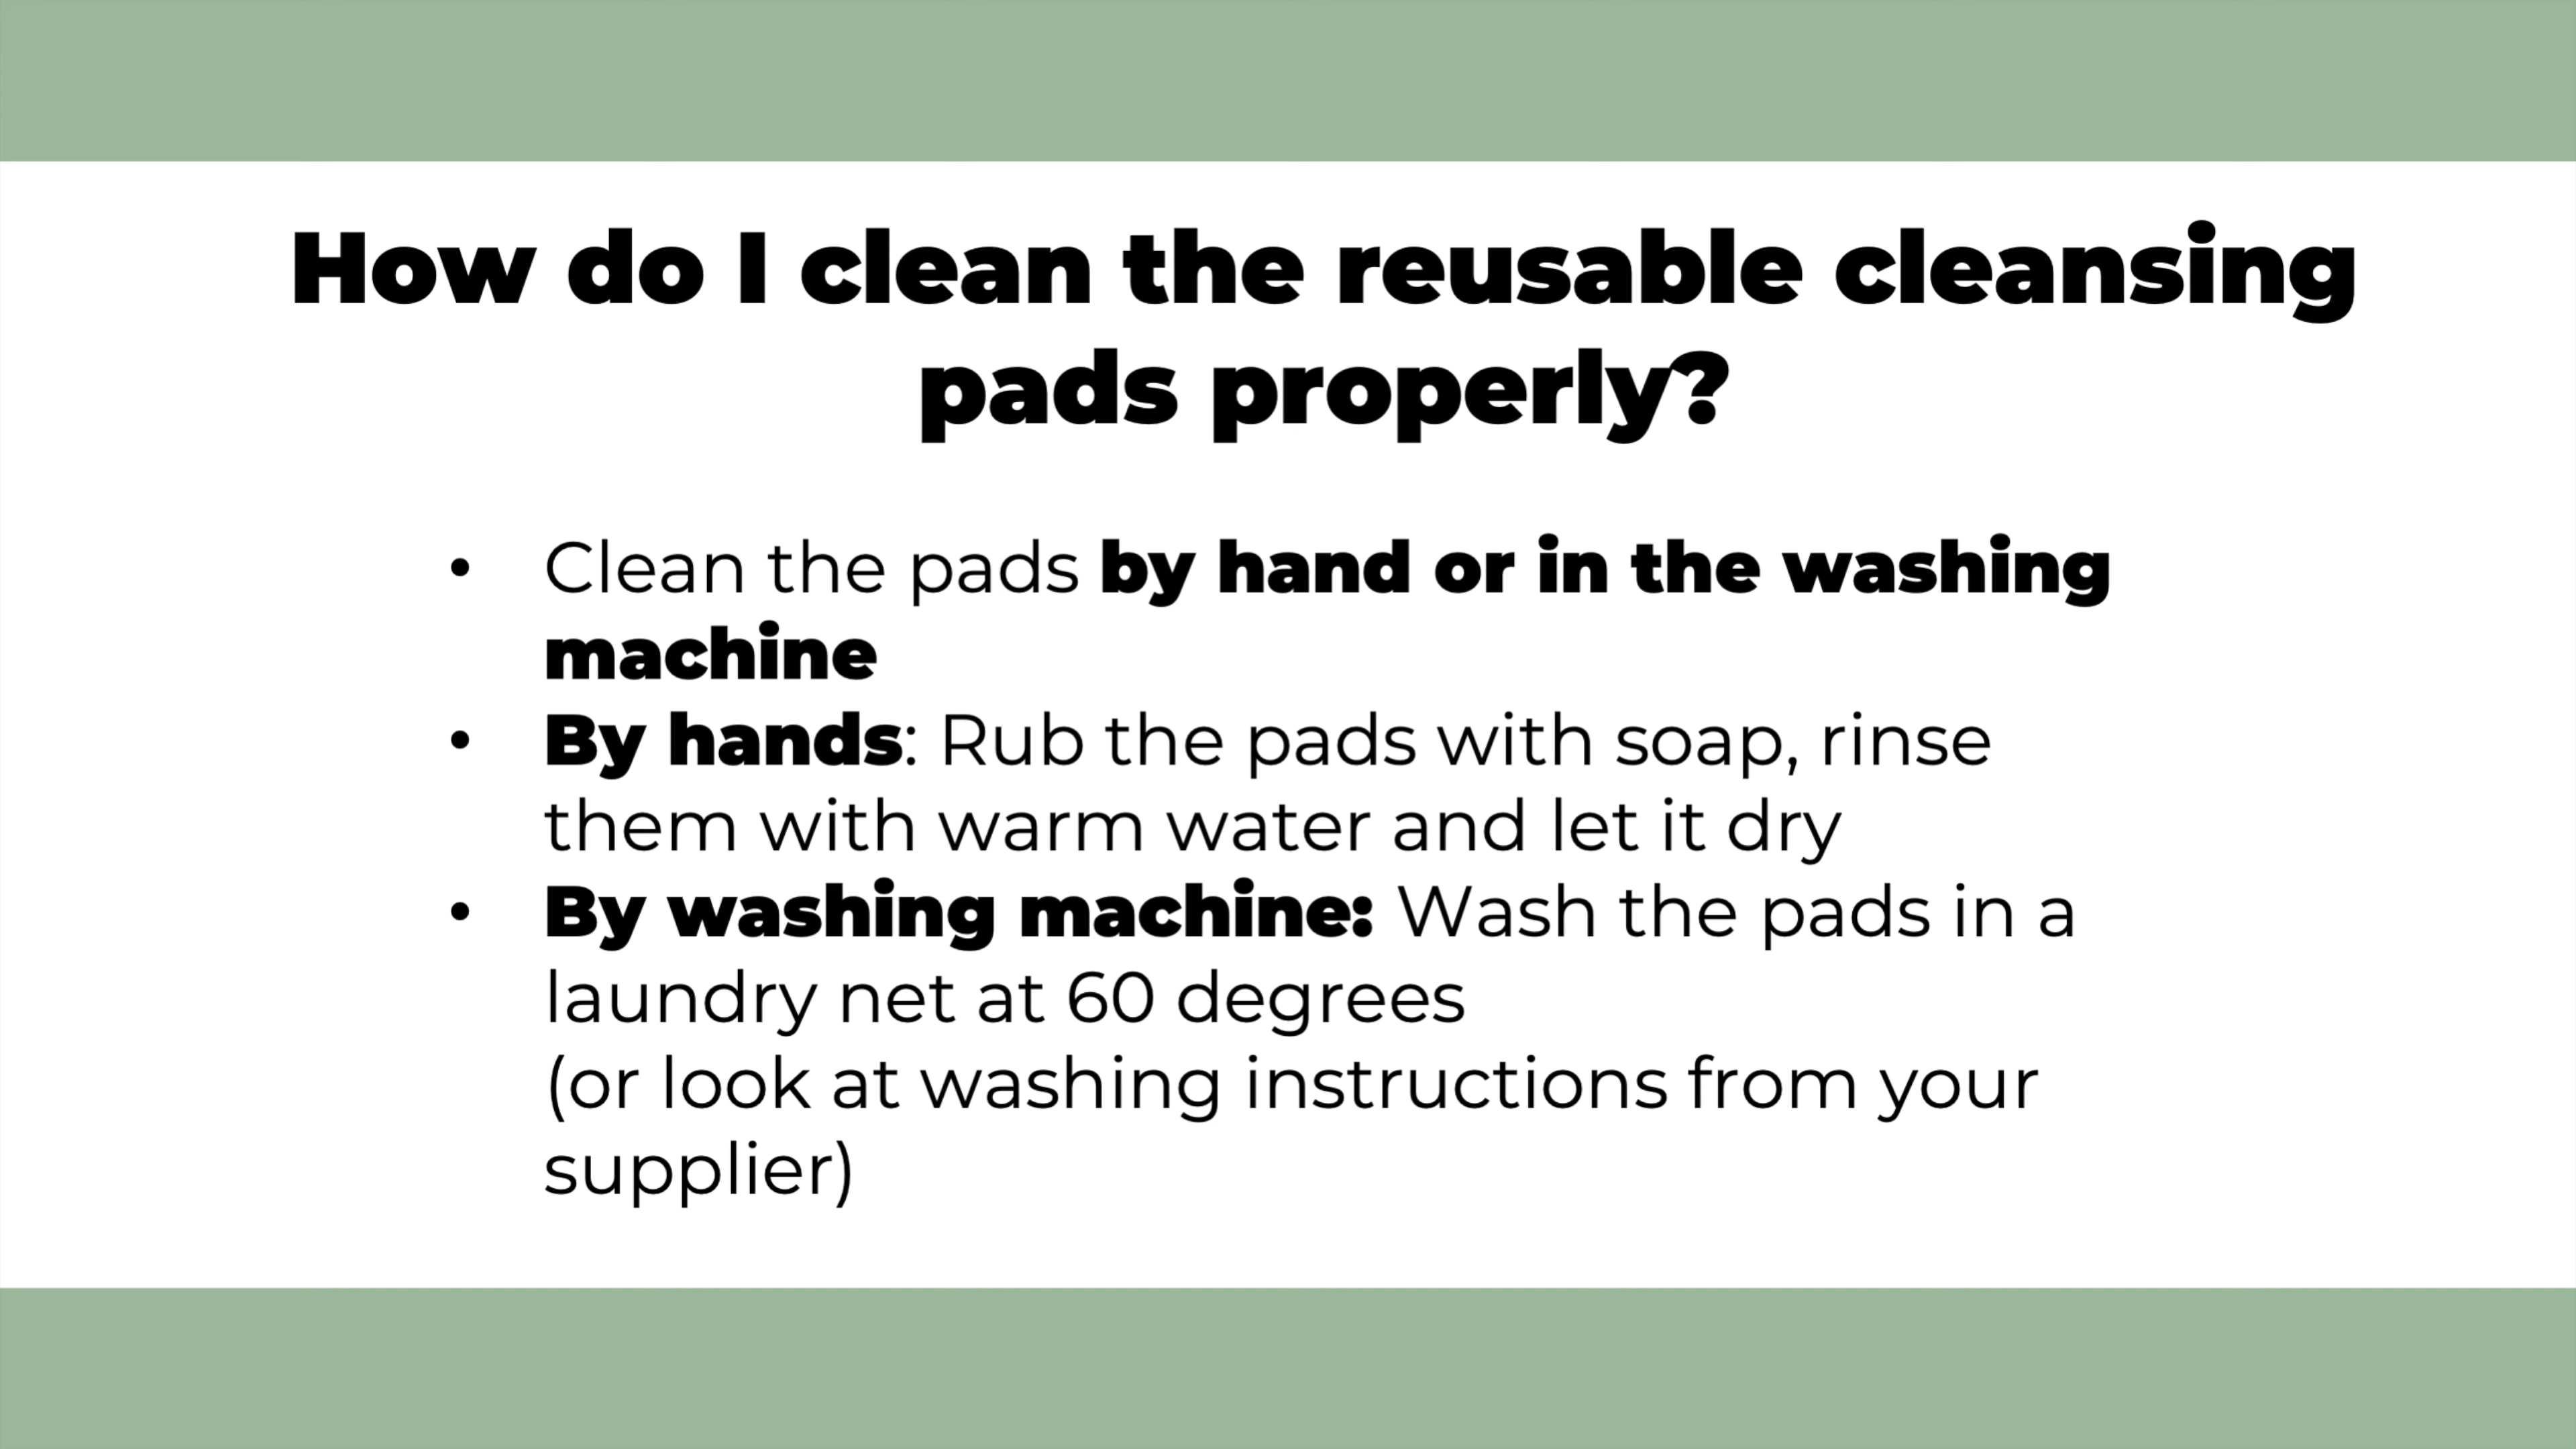 How do I clean the reusable cleansing
pads properly?
• Clean the pads by hand or in the washing
machine
• By hands: Rub the pads with soap, rinse
them with warm water and let it dry
• By washing machine: Wash the pads in a
laundry net at 60 degrees
(or look at washing instructions from your
supplier)